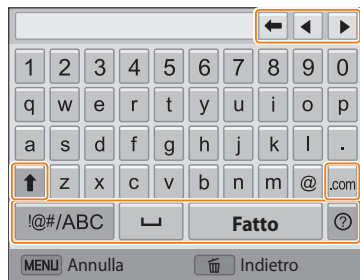 1 2 3 4 5 6 7 8 9 0
q w e r t y u i o p
a s d f g h j k l .
z x c v b n m @ .com
!@#/ABC Fatto ?
MENU Annulla Indietro